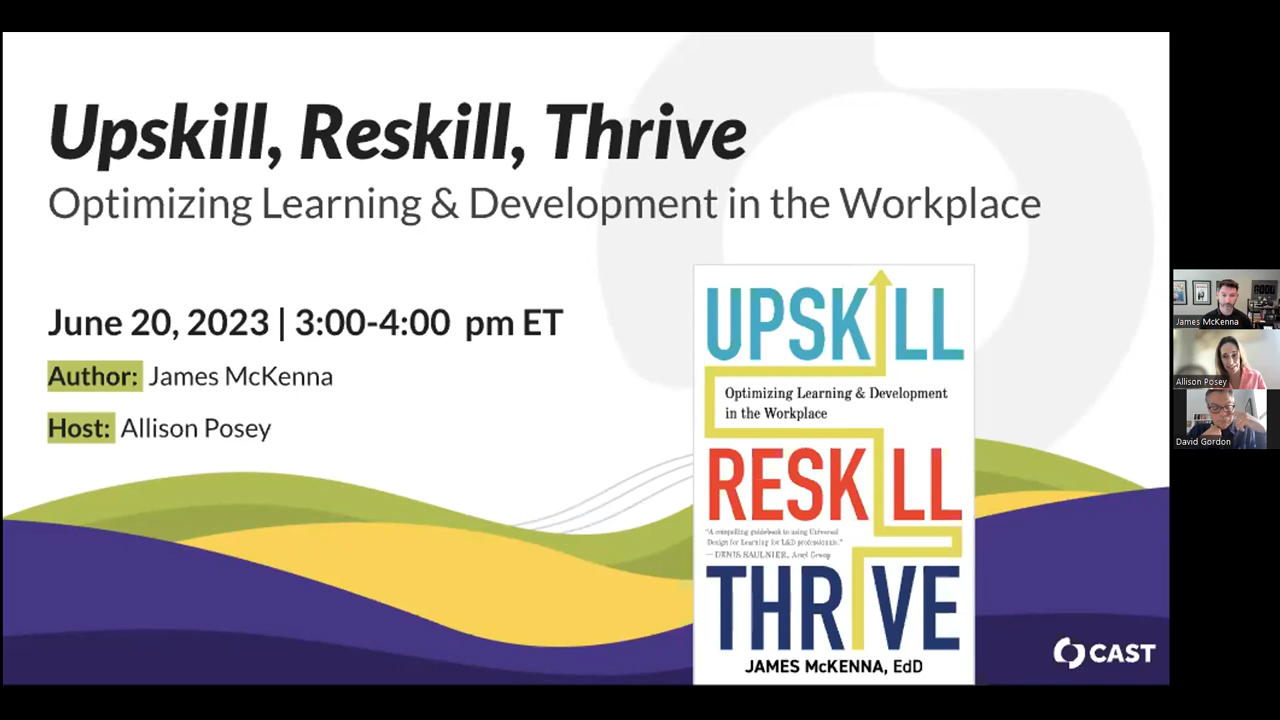 Upskill, Reskill, Thrive
Optimizing Learning & Development in the Workplace
June 20, 2023 | 3:00-4:00 pm ET
Author: James McKenna
Host: Allison Posey
UPSKILL
Optimizing Learning & Development
in the Workplace
RESKILL
"A compelling guidebook to using Universal
Design for Learning for L&D professionals."
— DENIS SAULNIER, Axel Group
THRIVE
JAMES McKENNA, EdD
CAST
James McKenna
GOOD
Allison Posey
David Gordon